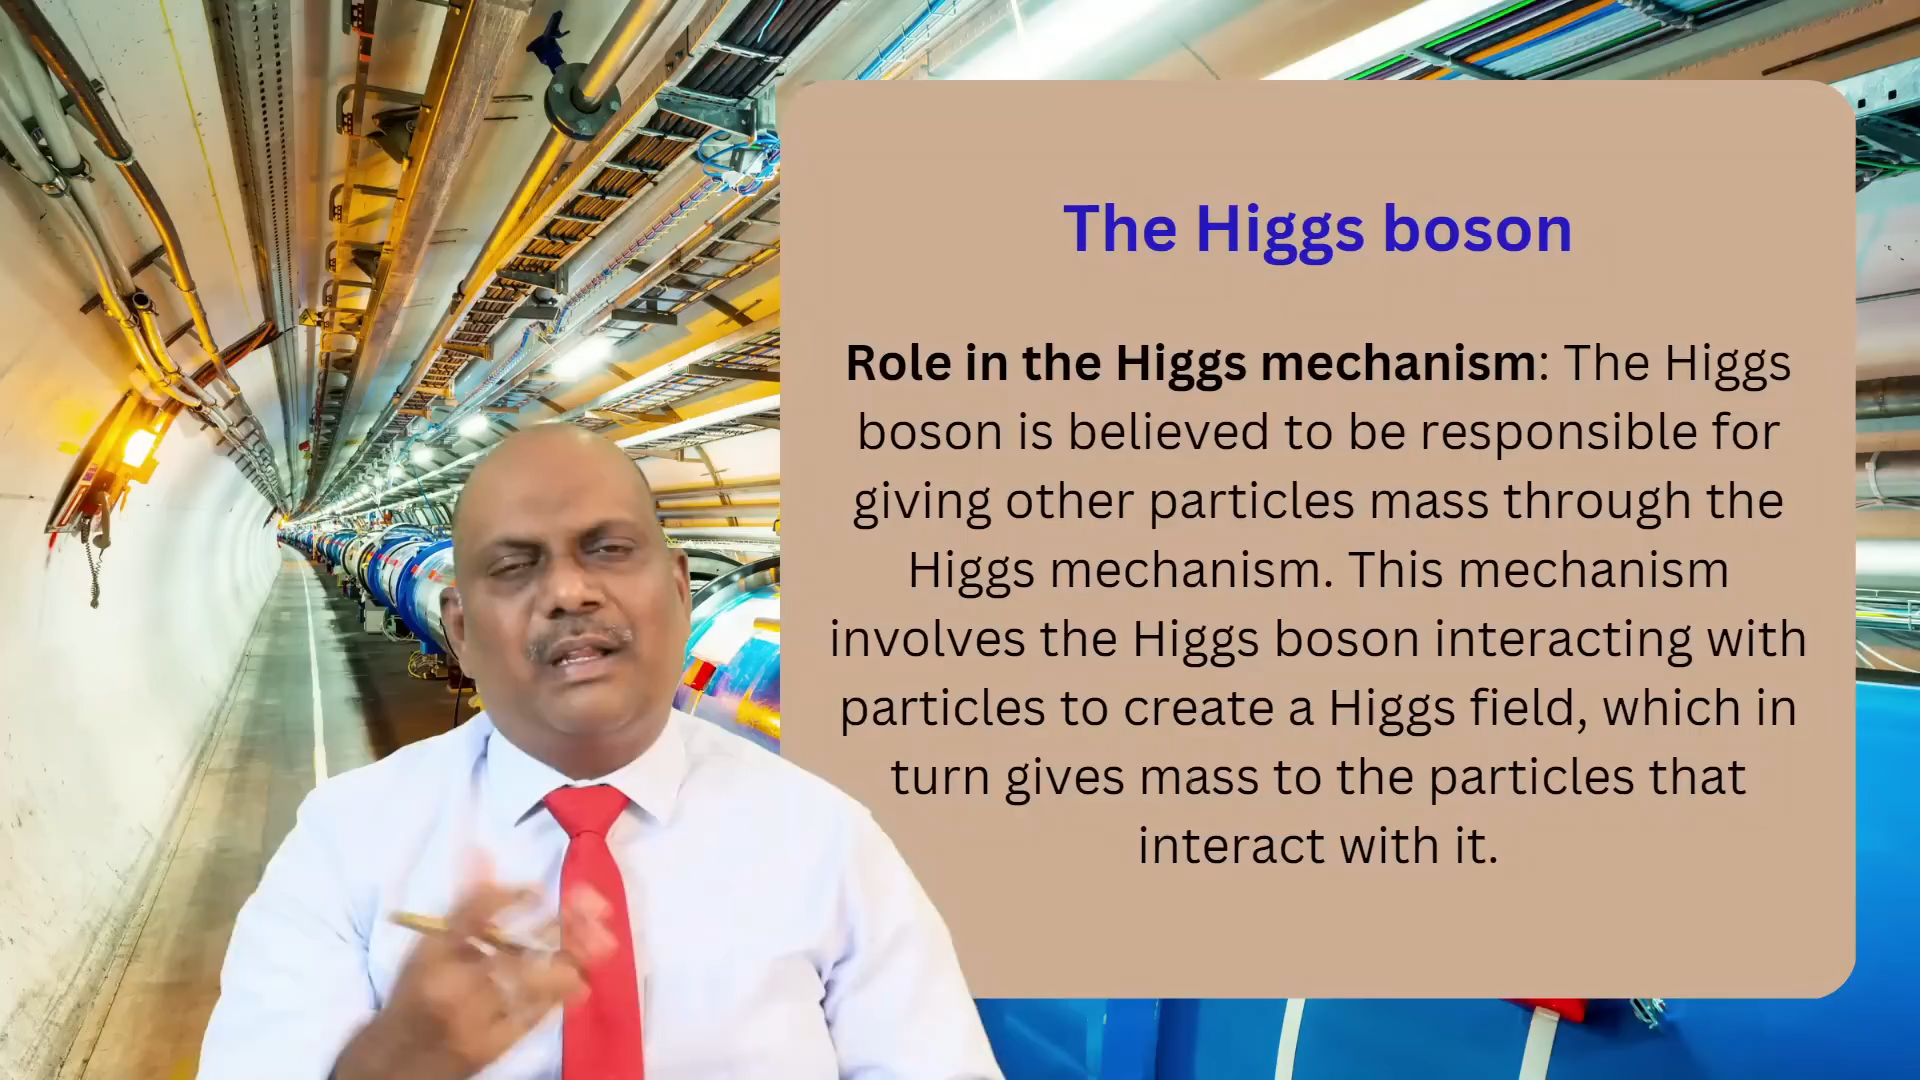 The Higgs boson
Role in the Higgs mechanism: The Higgs
boson is believed to be responsible for
giving other particles mass through the
Higgs mechanism. This mechanism
involves the Higgs boson interacting with
particles to create a Higgs field, which in
turn gives mass to the particles that
interact with it.